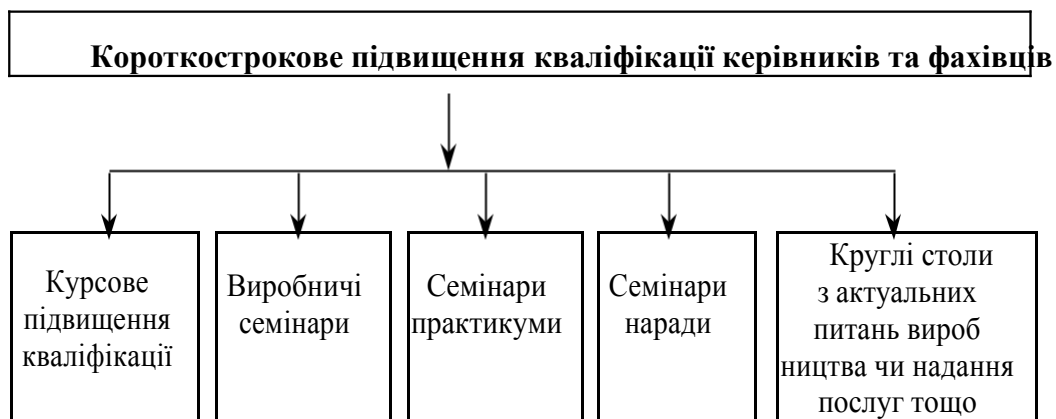 Короткострокове підвищення кваліфікації керівників та фахівців
Курсове
підвищення
кваліфікації
Виробничі
семінари
Семінари
практикуми
Семінари
наради
Круглі столи
з актуальних
питань вироб
ництва чи надання
послуг тощо